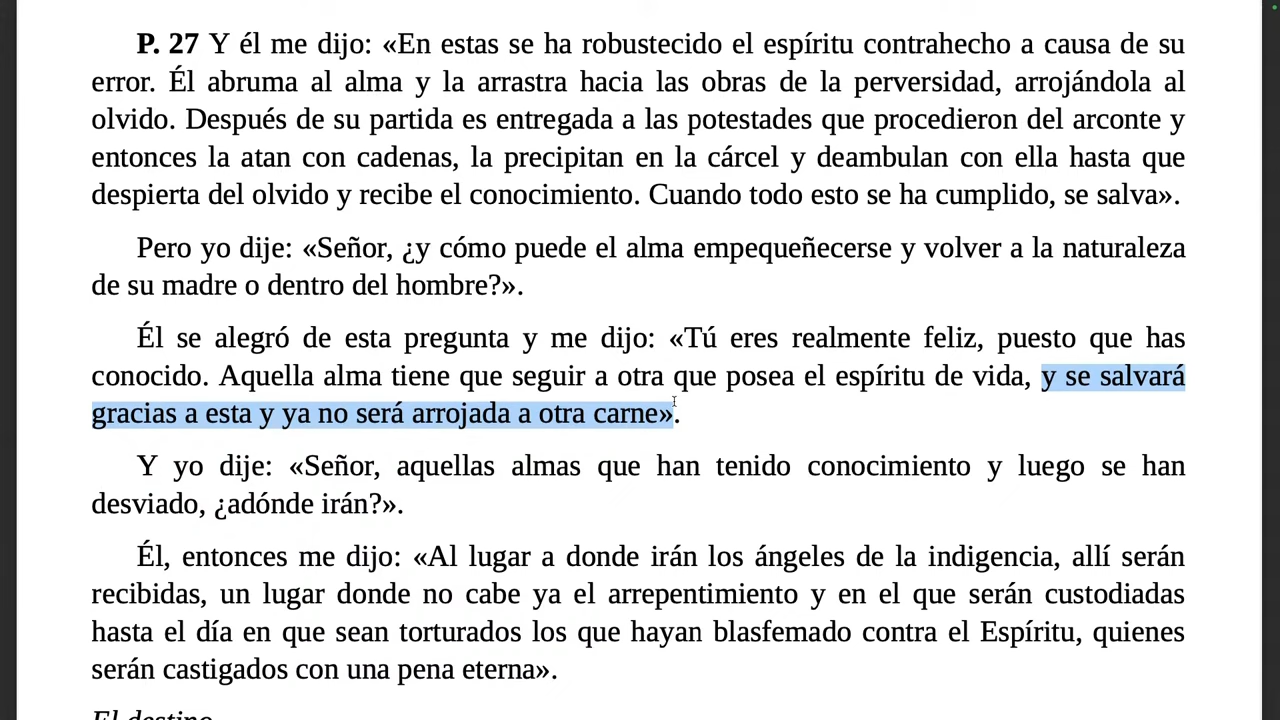 P. 27 Y él me dijo: «En estas se ha robustecido el espíritu contrahecho a causa de su
error. Él abruma al alma y la arrastra hacia las obras de la perversidad, arrojándola al
olvido. Después de su partida es entregada a las potestades que procedieron del arconte y
entonces la atan con cadenas, la precipitan en la cárcel y deambulan con ella hasta que
despierta del olvido y recibe el conocimiento. Cuando todo esto se ha cumplido, se salva».
Pero yo dije: «Señor, ¿y cómo puede el alma empequeñecerse y volver a la naturaleza
de su madre o dentro del hombre?».
Él se alegró de esta pregunta y me dijo: «Tú eres realmente feliz, puesto que has
conocido. Aquella alma tiene que seguir a otra que posea el espíritu de vida, y se salvará
gracias a esta y ya no será arrojada a otra carne».
Y yo dije: «Señor, aquellas almas que han tenido conocimiento y luego se han
desviado, ¿adónde irán?».
Él, entonces me dijo: «Al lugar a donde irán los ángeles de la indigencia, allí serán
recibidas, un lugar donde no cabe ya el arrepentimiento y en el que serán custodiadas
hasta el día en que sean torturados los que hayan blasfemado contra el Espíritu, quienes
serán castigados con una pena eterna».
El destino